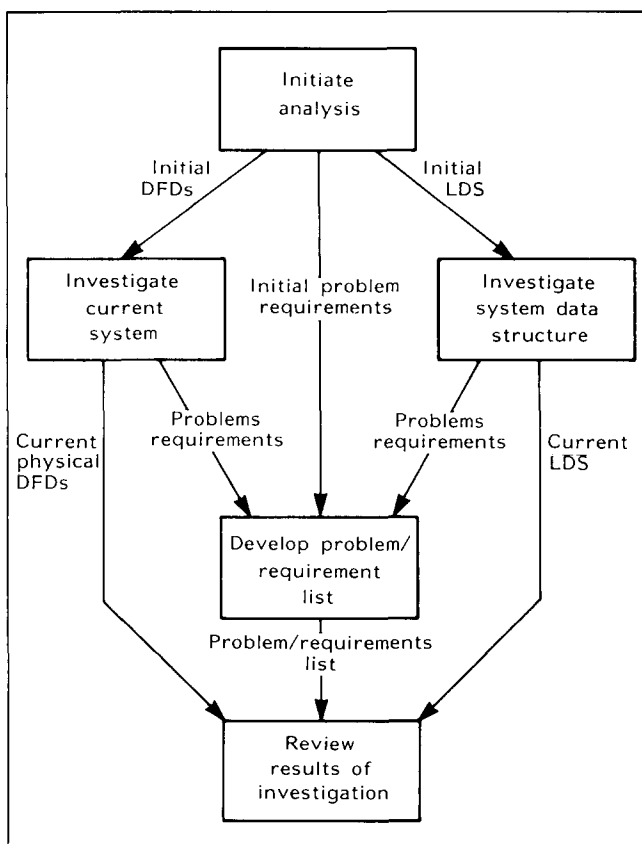 Initiate
analysis
Initial
DFDs
Initial
LDS
Investigate
current
system
Initial problem
requirements
Investigate
system data
structure
Current
physical
DFDs
Problems
requirements
Problems
requirements
Current
LDS
Develop problem/
requirement
list
Problem/requirements
list
Review
results of
investigation